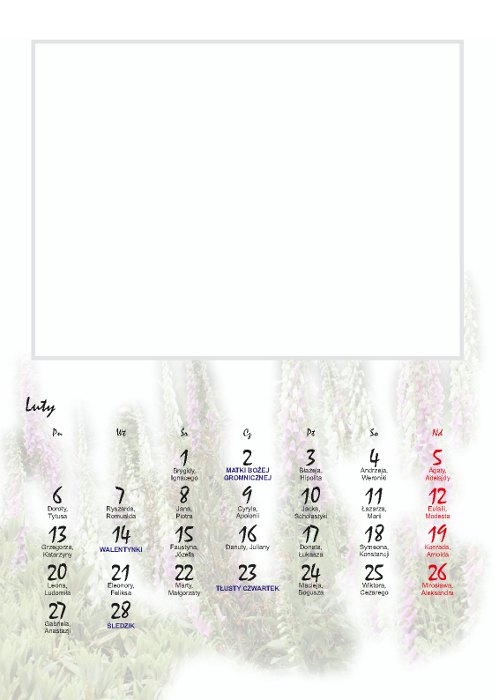 Luty
Pn Wt Śr Cz Pt So Nd
1 2 3 4 5
Brygidy, Ignacego MATKI BOŻEJ GROMNICZNEJ Błażeja, Hipolita Andrzeja, Weroniki Agaty, Adelajdy
6 7 8 9 10 11 12
Doroty, Tytusa Ryszarda, Romualda Jana, Piotra Cyryla, Apolonii Jacka, Scholastyki Łazarza, Marii Eulalii, Modesta
13 14 15 16 17 18 19
Grzegorza, Katarzyny WALENTYNKI Faustyna, Józefa Danuty, Juliany Donata, Łukasza Symeona, Konstancji Konrada, Arnolda
20 21 22 23 24 25 26
Leona, Ludomiła Eleonory, Feliksa Marty, Małgorzaty TŁUSTY CZWARTEK Macieja, Bogusza Wiktora, Cezarego Mirosława, Aleksandra
27 28
Gabriela, Anastazji ŚLEDZIK